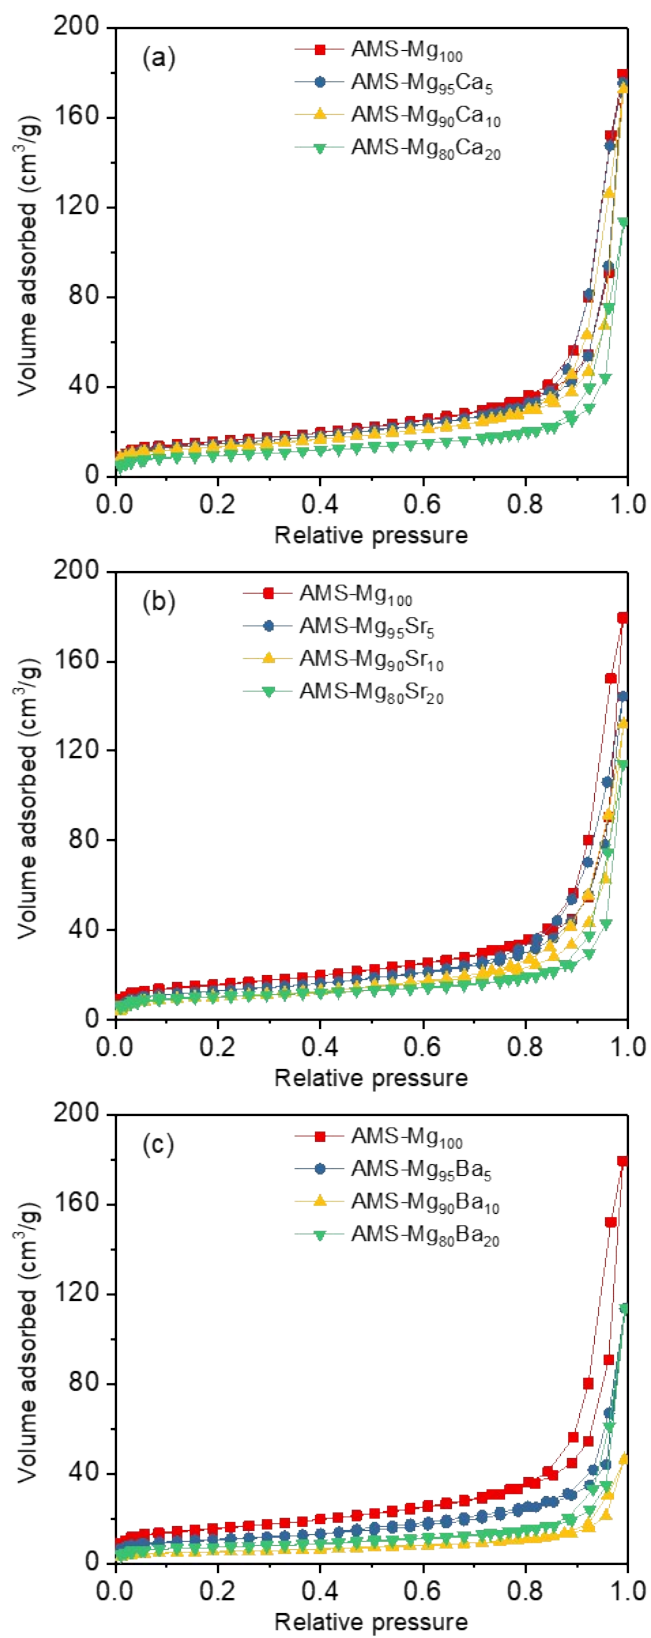 200
(a)
AMS-Mg₁₀₀
AMS-Mg₉₅Ca₅
AMS-Mg₉₀Ca₁₀
AMS-Mg₈₀Ca₂₀
160
120
80
40
0
Volume adsorbed (cm³/g)
0.0 0.2 0.4 0.6 0.8 1.0
Relative pressure
200
(b)
AMS-Mg₁₀₀
AMS-Mg₉₅Sr₅
AMS-Mg₉₀Sr₁₀
AMS-Mg₈₀Sr₂₀
160
120
80
40
0
Volume adsorbed (cm³/g)
0.0 0.2 0.4 0.6 0.8 1.0
Relative pressure
200
(c)
AMS-Mg₁₀₀
AMS-Mg₉₅Ba₅
AMS-Mg₉₀Ba₁₀
AMS-Mg₈₀Ba₂₀
160
120
80
40
0
Volume adsorbed (cm³/g)
0.0 0.2 0.4 0.6 0.8 1.0
Relative pressure